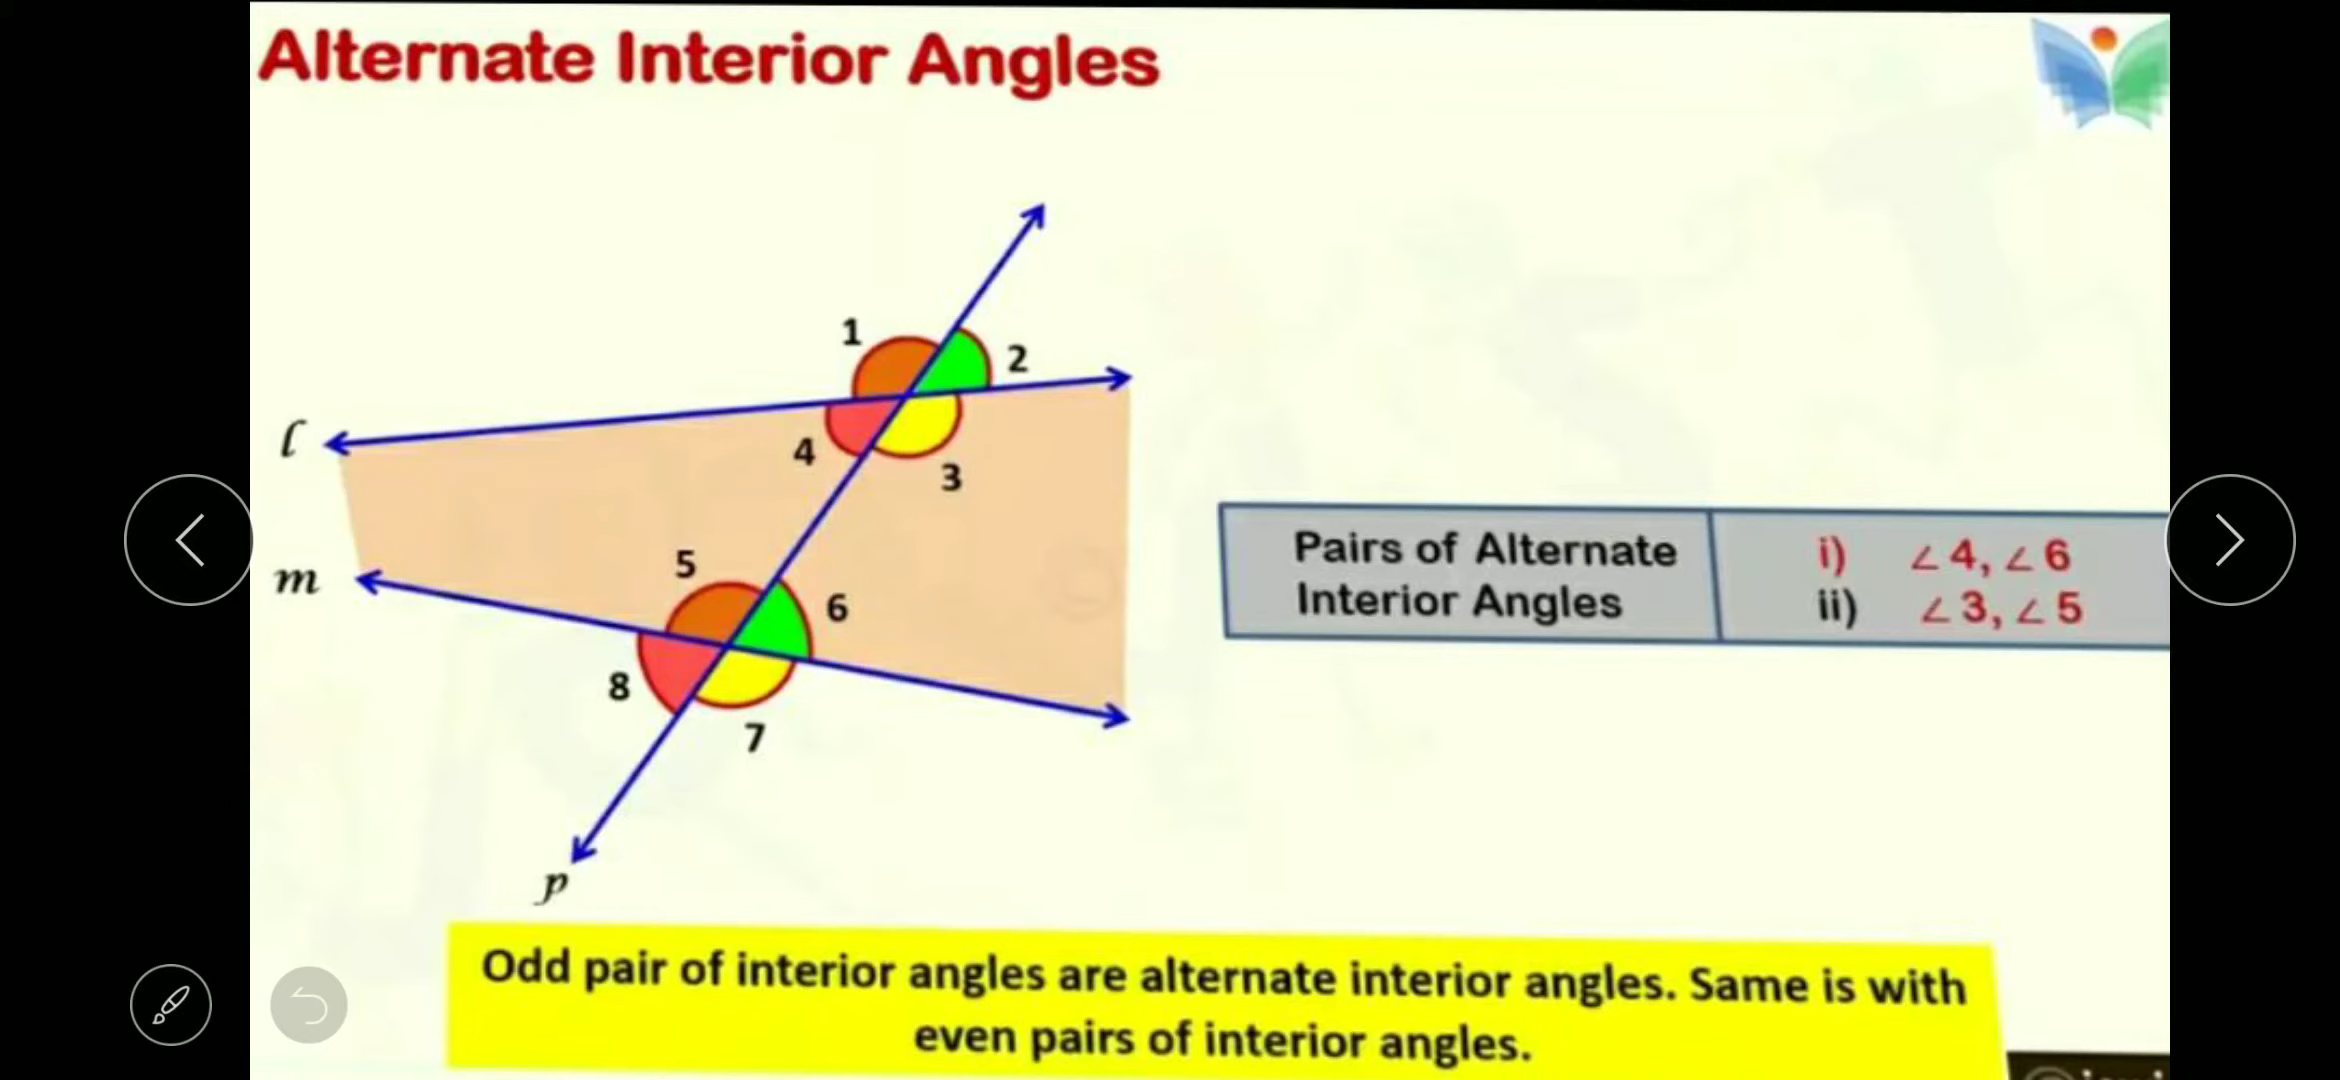 Alternate Interior Angles
1
2
l
4
3
m
5
6
8
7
p
Pairs of Alternate
Interior Angles
i) ∠4, ∠6
ii) ∠3, ∠5
Odd pair of interior angles are alternate interior angles. Same is with
even pairs of interior angles.